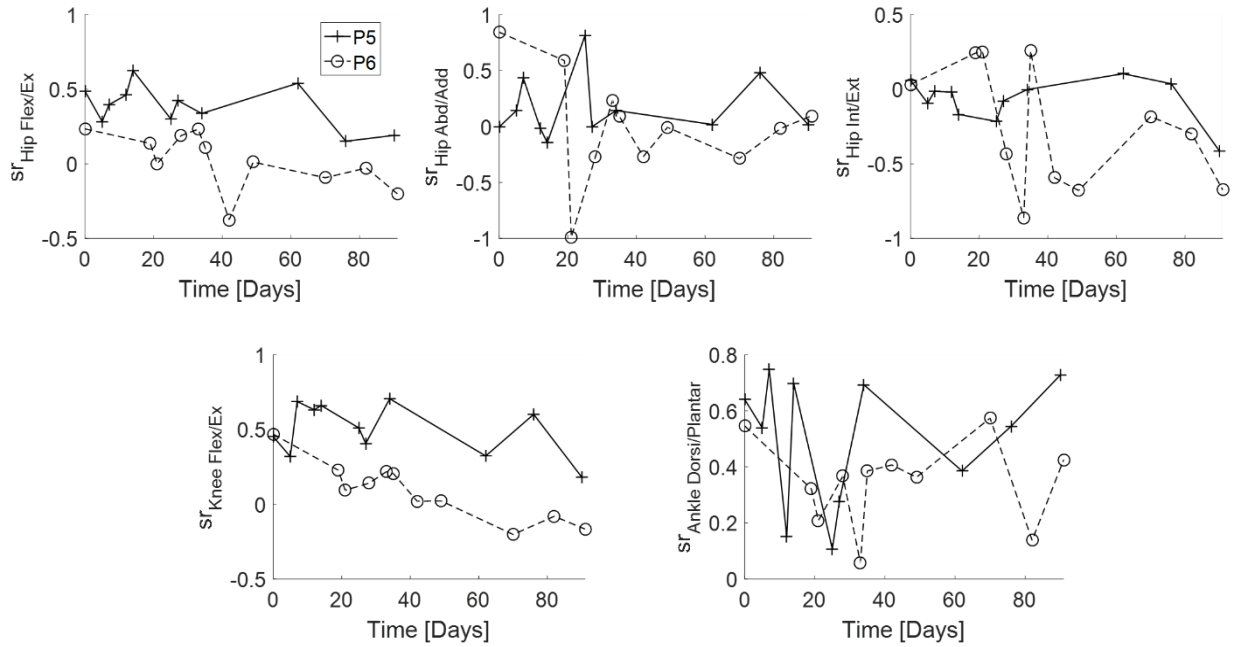 sr Hip Flex/Ex
1
0.5
0
-0.5
0 20 40 60 80
Time [Days]
P5
P6
sr Hip Abd/Add
1
0.5
0
-0.5
-1
0 20 40 60 80
Time [Days]
sr Hip Int/Ext
0.5
0
-0.5
-1
0 20 40 60 80
Time [Days]
sr Knee Flex/Ex
1
0.5
0
-0.5
0 20 40 60 80
Time [Days]
sr Ankle Dorsi/Plantar
0.8
0.6
0.4
0.2
0
0 20 40 60 80
Time [Days]